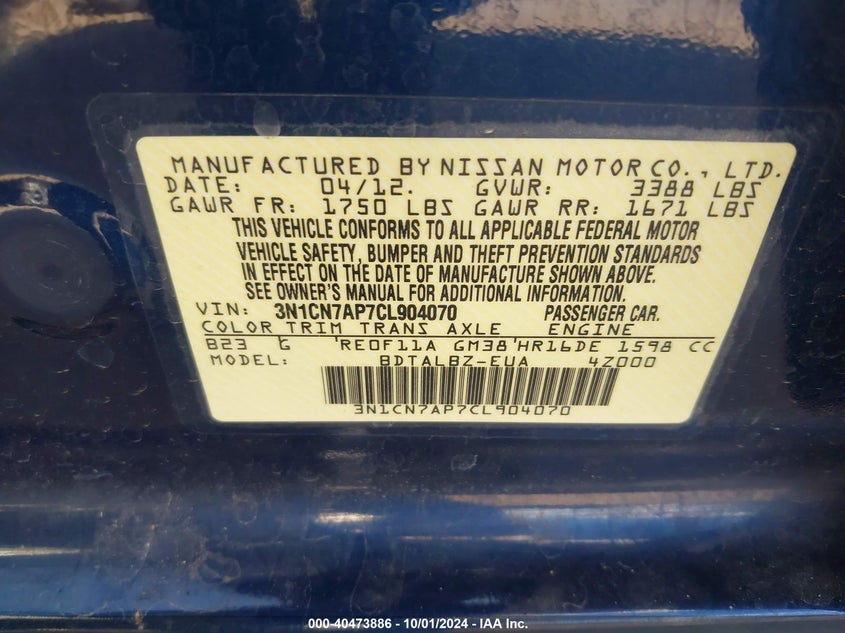 MANUFACTURED BY NISSAN MOTOR CO., LTD.
DATE: 04/12. GVWR: 3388 LBS
GAWR FR: 1750 LBS GAWR RR: 1671 LBS
THIS VEHICLE CONFORMS TO ALL APPLICABLE FEDERAL MOTOR
VEHICLE SAFETY, BUMPER AND THEFT PREVENTION STANDARDS
IN EFFECT ON THE DATE OF MANUFACTURE SHOWN ABOVE.
SEE OWNER'S MANUAL FOR ADDITIONAL INFORMATION.
VIN: 3N1CN7AP7CL904070 PASSENGER CAR.
COLOR TRIM TRANS AXLE ENGINE
B23 G RE0F11A GM38 HR16DE 1598 CC
MODEL: BDTALBZ-EUA 4Z000
3N1CN7AP7CL904070
000-40473886 - 10/01/2024 - IAA Inc.